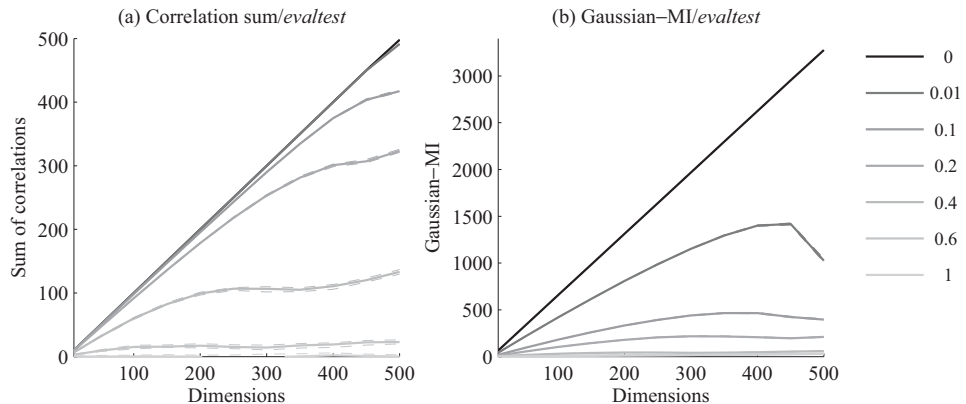 (a) Correlation sum/evaltest
500
400
300
200
100
0
Sum of correlations
100 200 300 400 500
Dimensions
(b) Gaussian–MI/evaltest
3000
2500
2000
1500
1000
500
0
Gaussian–MI
100 200 300 400 500
Dimensions
0
0.01
0.1
0.2
0.4
0.6
1